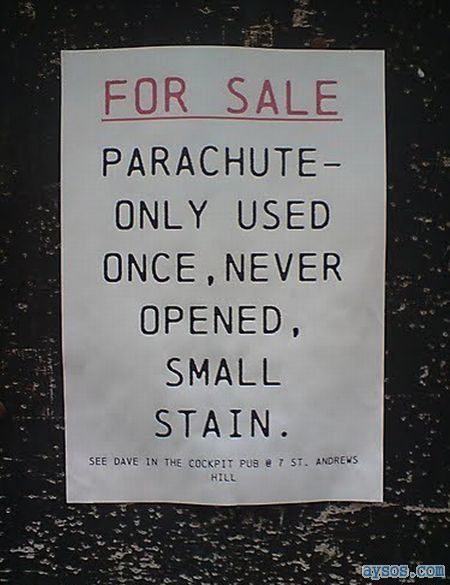 FOR SALE
PARACHUTE-
ONLY USED
ONCE,NEVER
OPENED,
SMALL
STAIN.
SEE DAVE IN THE COCKPIT PUB @ 7 ST. ANDREWS
HILL
aysos.com